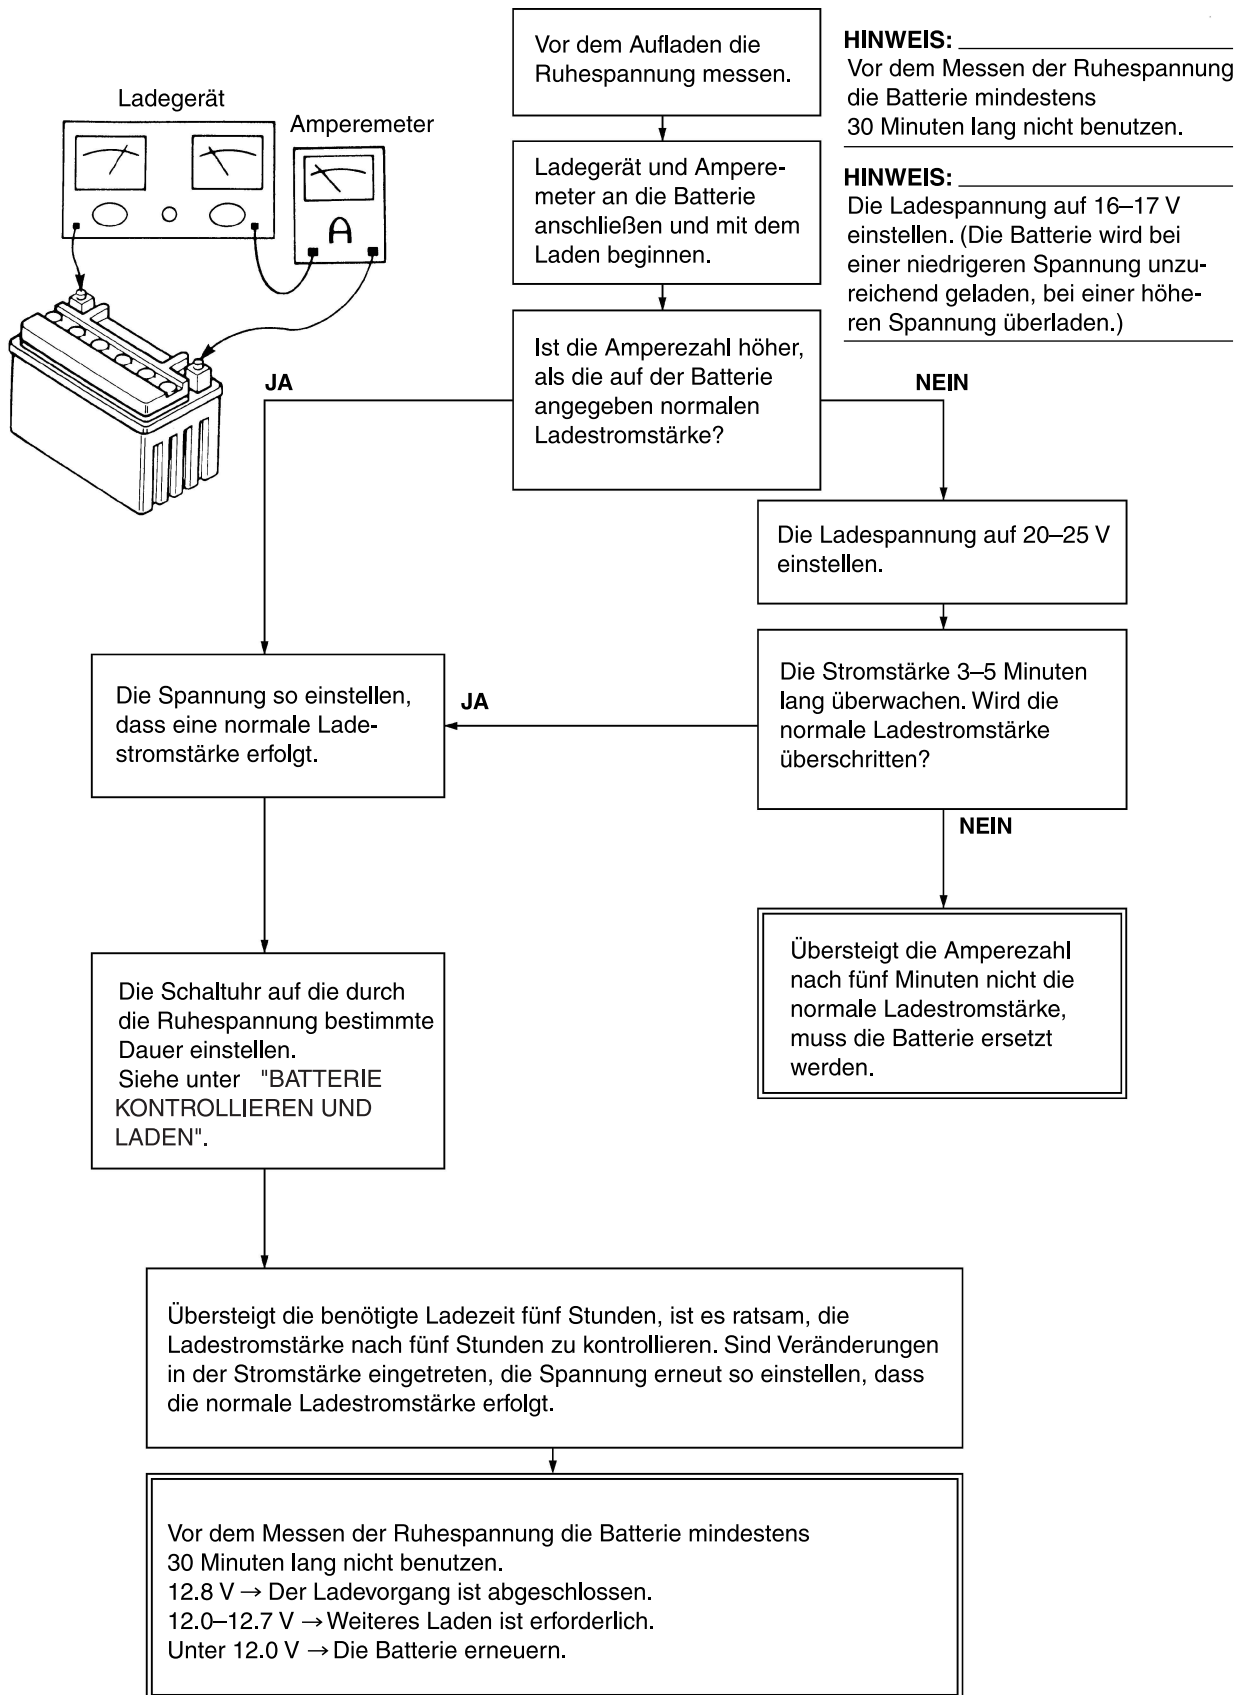 Vor dem Aufladen die
Ruhespannung messen.
HINWEIS:
Vor dem Messen der Ruhespannung
die Batterie mindestens
30 Minuten lang nicht benutzen.
Ladegerät
Amperemeter
A
Ladegerät und Ampere-
meter an die Batterie
anschließen und mit dem
Laden beginnen.
HINWEIS:
Die Ladespannung auf 16–17 V
einstellen. (Die Batterie wird bei
einer niedrigeren Spannung unzu-
reichend geladen, bei einer höhe-
ren Spannung überladen.)
Ist die Amperezahl höher,
als die auf der Batterie
angegeben normalen
Ladestromstärke?
JA
NEIN
Die Ladespannung auf 20–25 V
einstellen.
Die Stromstärke 3–5 Minuten
lang überwachen. Wird die
normale Ladestromstärke
überschritten?
JA
NEIN
Die Spannung so einstellen,
dass eine normale Lade-
stromstärke erfolgt.
Übersteigt die Amperezahl
nach fünf Minuten nicht die
normale Ladestromstärke,
muss die Batterie ersetzt
werden.
Die Schaltuhr auf die durch
die Ruhespannung bestimmte
Dauer einstellen.
Siehe unter "BATTERIE
KONTROLLIEREN UND
LADEN".
Übersteigt die benötigte Ladezeit fünf Stunden, ist es ratsam, die
Ladestromstärke nach fünf Stunden zu kontrollieren. Sind Veränderungen
in der Stromstärke eingetreten, die Spannung erneut so einstellen, dass
die normale Ladestromstärke erfolgt.
Vor dem Messen der Ruhespannung die Batterie mindestens
30 Minuten lang nicht benutzen.
12.8 V → Der Ladevorgang ist abgeschlossen.
12.0–12.7 V → Weiteres Laden ist erforderlich.
Unter 12.0 V → Die Batterie erneuern.